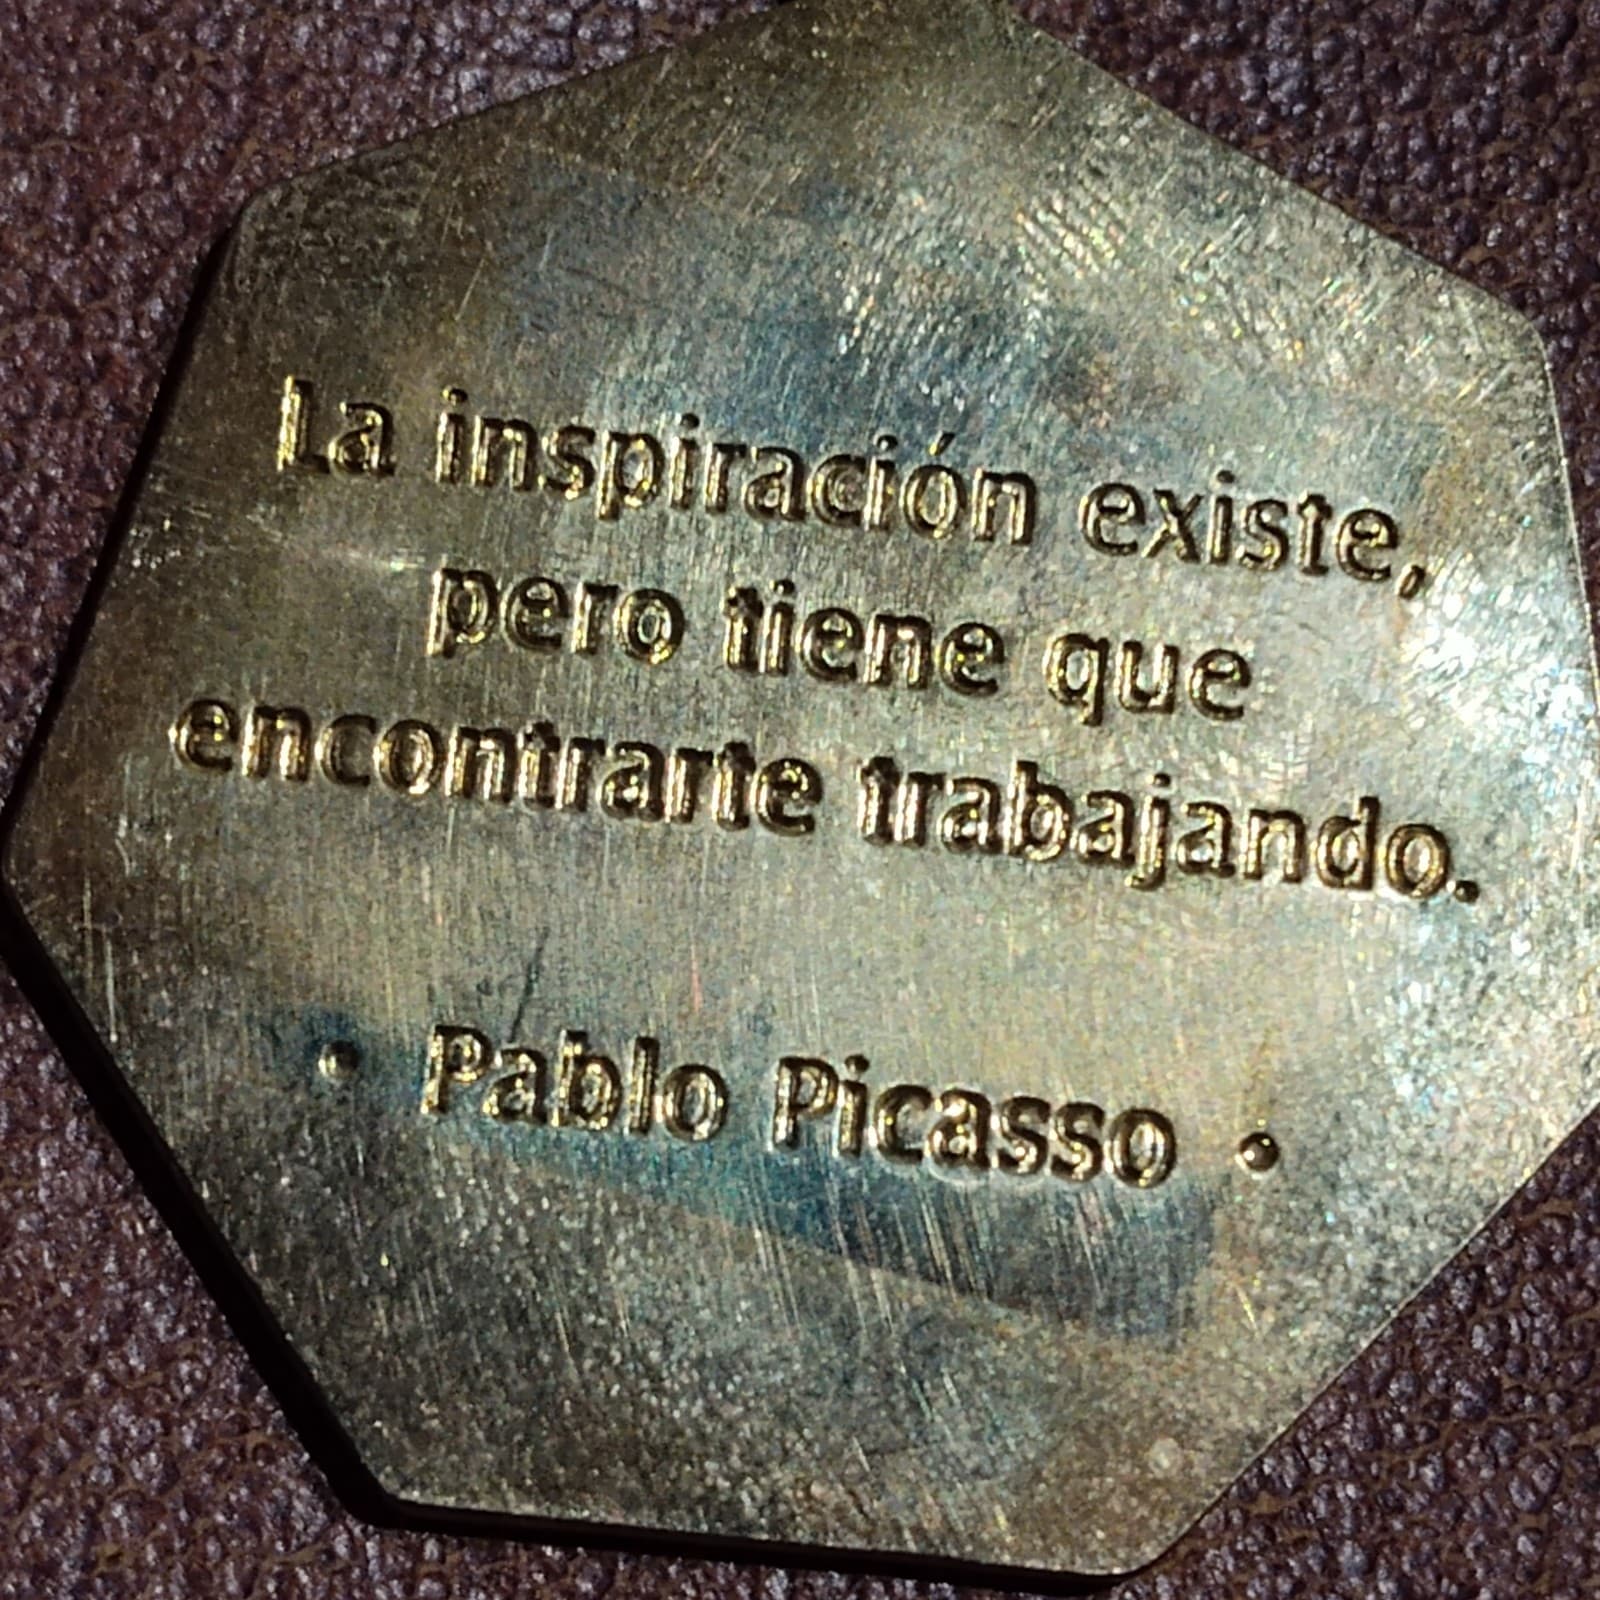 La inspiración existe,
pero tiene que
encontrarte trabajando.
• Pablo Picasso •